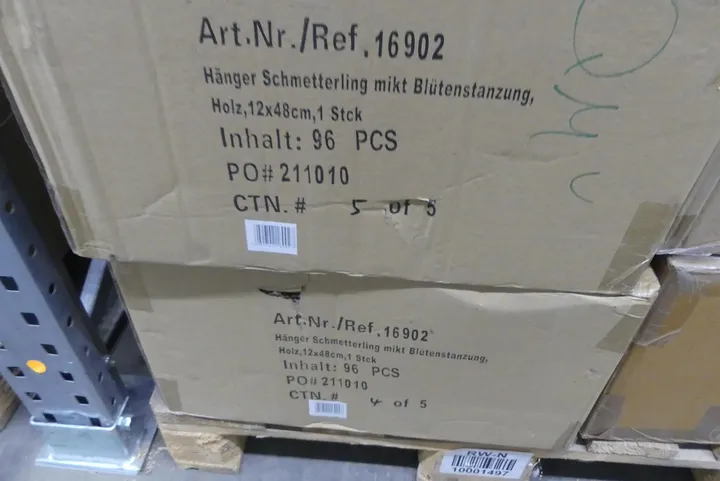 Art.Nr./Ref.16902
Hänger Schmetterling mikt Blütenstanzung,
Holz,12x48cm,1 Stck
Inhalt: 96 PCS
PO# 211010
CTN. # 5 of 5
Art.Nr./Ref.16902
Hänger Schmetterling mikt Blütenstanzung,
Holz,12x48cm,1 Stck
Inhalt: 96 PCS
PO# 211010
CTN. # 4 of 5
RW-N
10001497